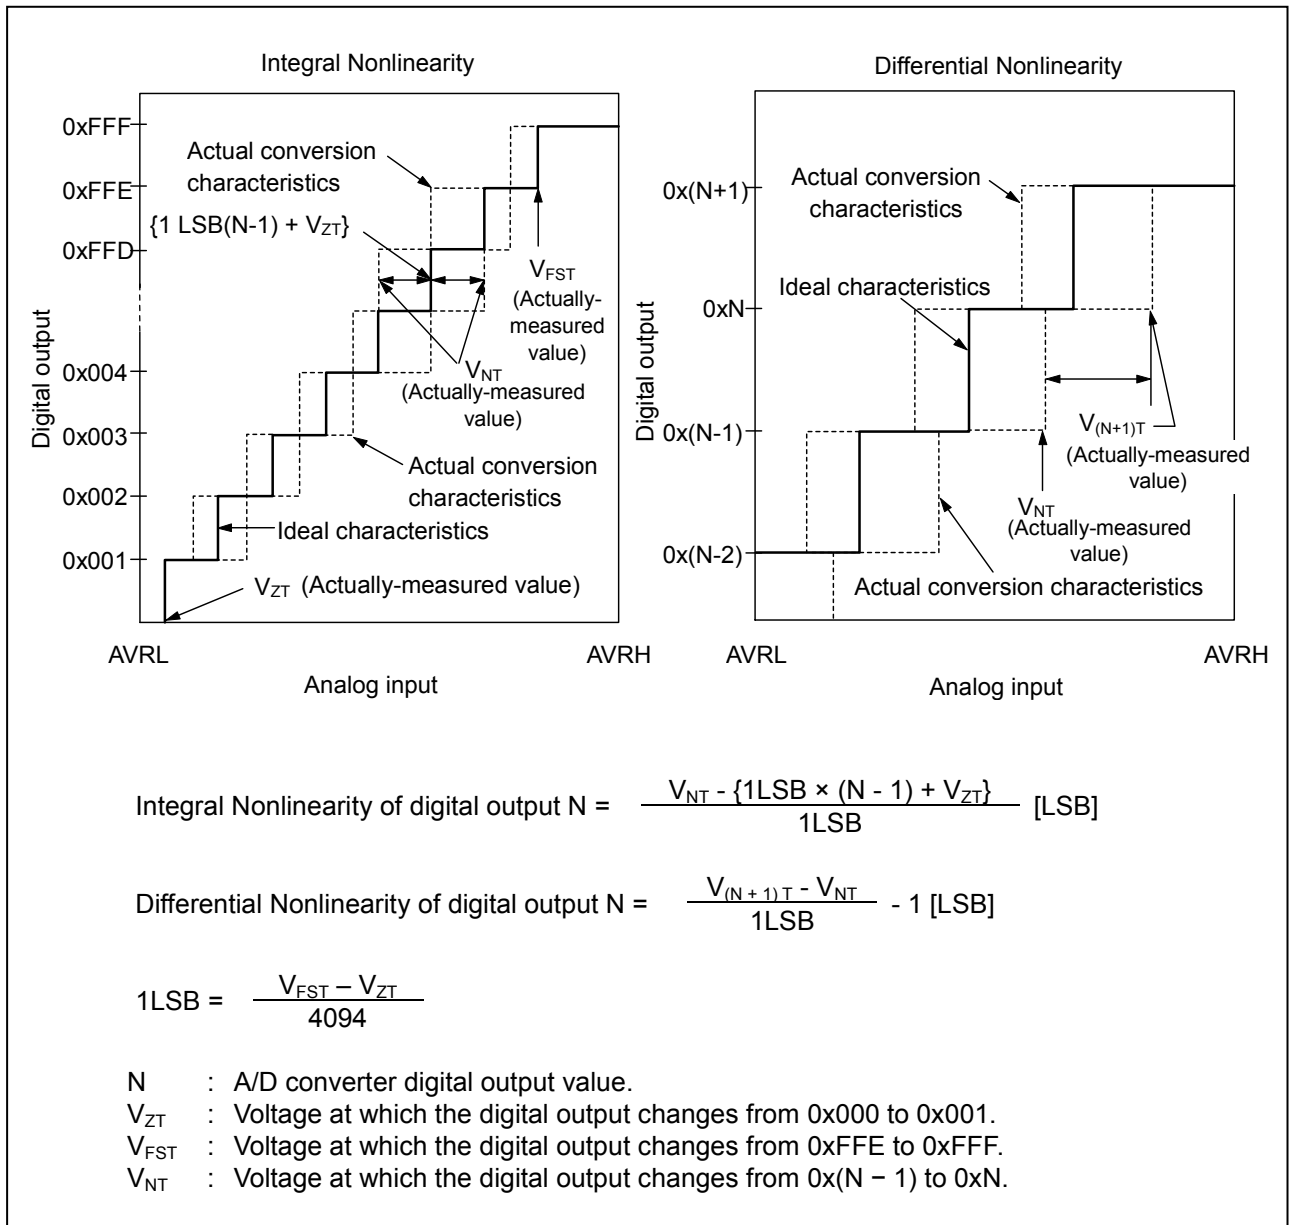 Integral Nonlinearity
0xFFF
0xFFE
0xFFD
0x004
0x003
0x002
0x001
Digital output
Actual conversion
characteristics
{1 LSB(N-1) + VZT}
VFST
(Actually-
measured
value)
VNT
(Actually-measured
value)
Actual conversion
characteristics
Ideal characteristics
VZT (Actually-measured value)
AVRL
AVRH
Analog input
Differential Nonlinearity
0x(N+1)
0xN
0x(N-1)
0x(N-2)
Digital output
Actual conversion
characteristics
Ideal characteristics
V(N+1)T
(Actually-measured
value)
VNT
(Actually-measured
value)
Actual conversion characteristics
AVRL
AVRH
Analog input
Integral Nonlinearity of digital output N =
VNT - {1LSB × (N - 1) + VZT}
1LSB
[LSB]
Differential Nonlinearity of digital output N =
V(N + 1) T - VNT
1LSB
- 1 [LSB]
1LSB =
VFST – VZT
4094
N : A/D converter digital output value.
VZT : Voltage at which the digital output changes from 0x000 to 0x001.
VFST : Voltage at which the digital output changes from 0xFFE to 0xFFF.
VNT : Voltage at which the digital output changes from 0x(N − 1) to 0xN.